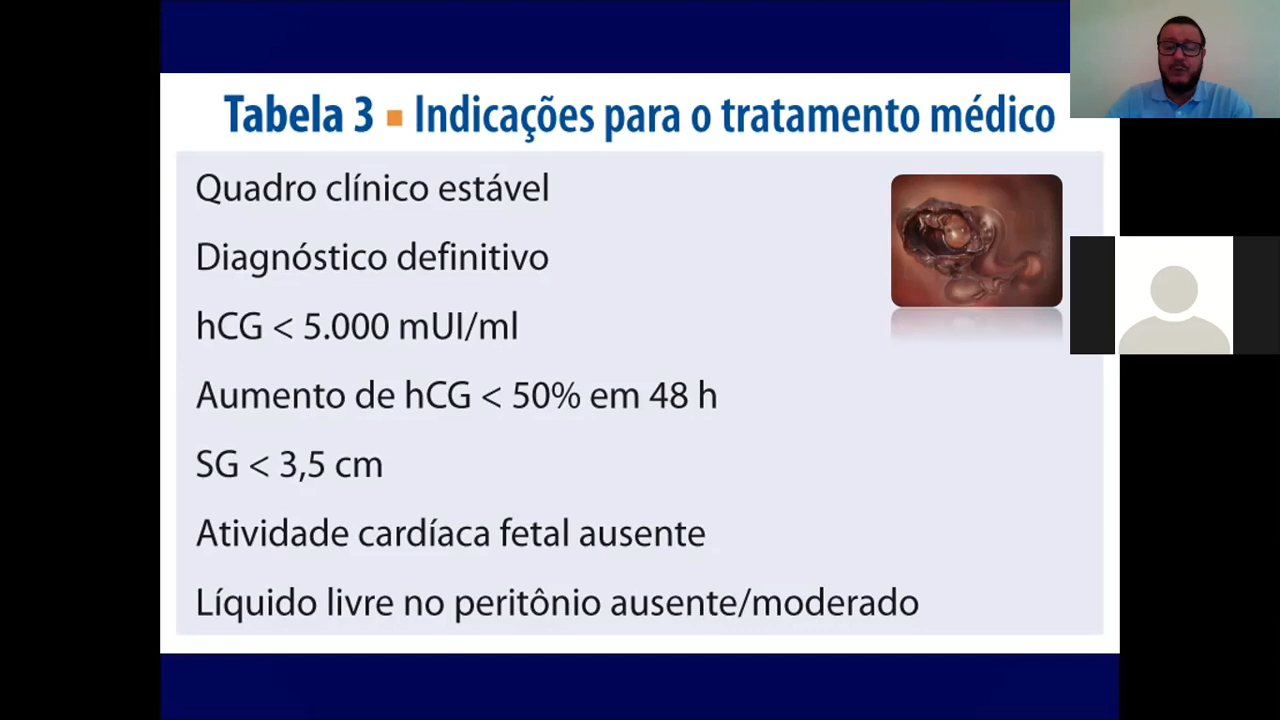 Tabela 3 ▪ Indicações para o tratamento médico
Quadro clínico estável
Diagnóstico definitivo
hCG < 5.000 mUI/ml
Aumento de hCG < 50% em 48 h
SG < 3,5 cm
Atividade cardíaca fetal ausente
Líquido livre no peritônio ausente/moderado